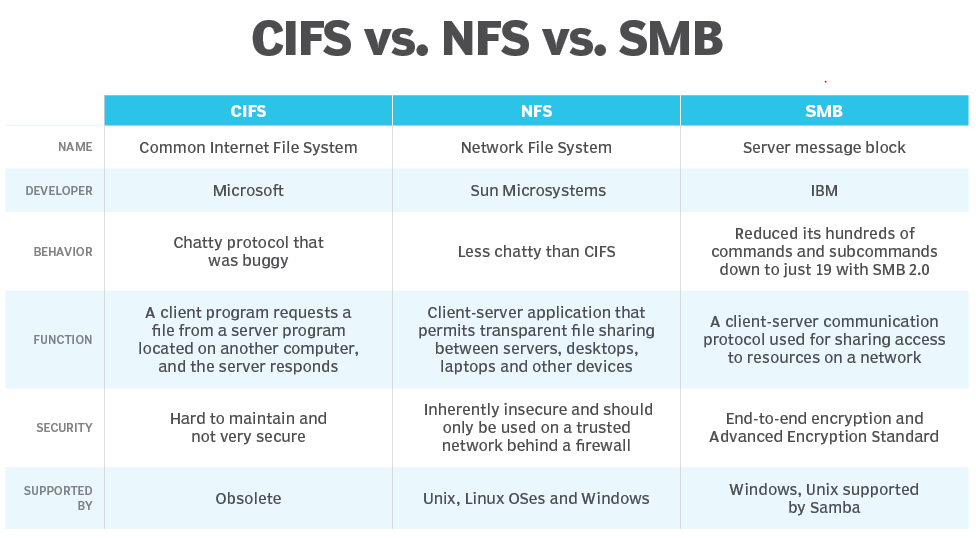 CIFS vs. NFS vs. SMB
CIFS NFS SMB
NAME Common Internet File System Network File System Server message block
DEVELOPER Microsoft Sun Microsystems IBM
BEHAVIOR
Chatty protocol that
was buggy
Less chatty than CIFS
Reduced its hundreds of
commands and subcommands
down to just 19 with SMB 2.0
FUNCTION
A client program requests a
file from a server program
located on another computer,
and the server responds
Client-server application that
permits transparent file sharing
between servers, desktops,
laptops and other devices
A client-server communication
protocol used for sharing access
to resources on a network
SECURITY
Hard to maintain and
not very secure
Inherently insecure and should
only be used on a trusted
network behind a firewall
End-to-end encryption and
Advanced Encryption Standard
SUPPORTED
BY
Obsolete
Unix, Linux OSes and Windows
Windows, Unix supported
by Samba